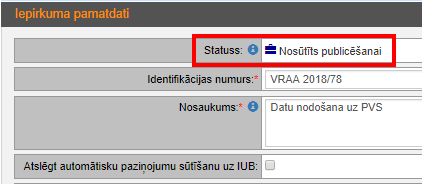 Iepirkuma pamatdati
Statuss: Nosūtīts publicēšanai
Identifikācijas numurs:* VRAA 2018/78
Nosaukums:* Datu nodošana uz PVS
Atslēgt automātisku paziņojumu sūtīšanu uz IUB: